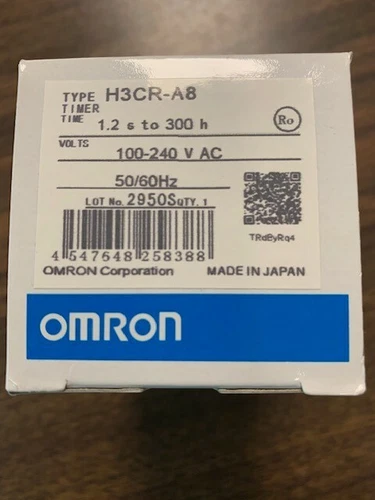 TYPE H3CR-A8
TIMER
TIME 1.2 s to 300 h
Ro
VOLTS
100-240 V AC
50/60Hz
LOT No. 2950S QTY. 1
TRdByRq4
4 547648 258388
OMRON Corporation MADE IN JAPAN
OMRON